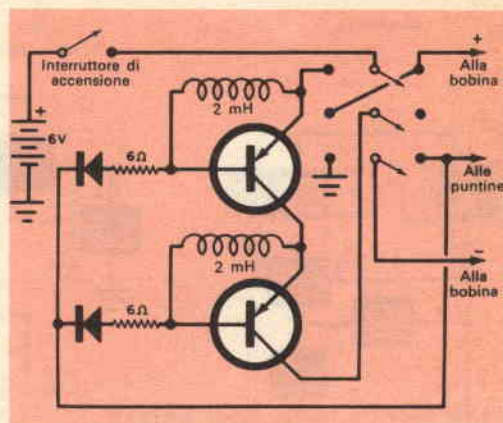 Interruttore di
accensione
+
Alla
bobina
2 mH
+
6V
6Ω
Alle
puntine
2 mH
−
Alla
bobina
6Ω